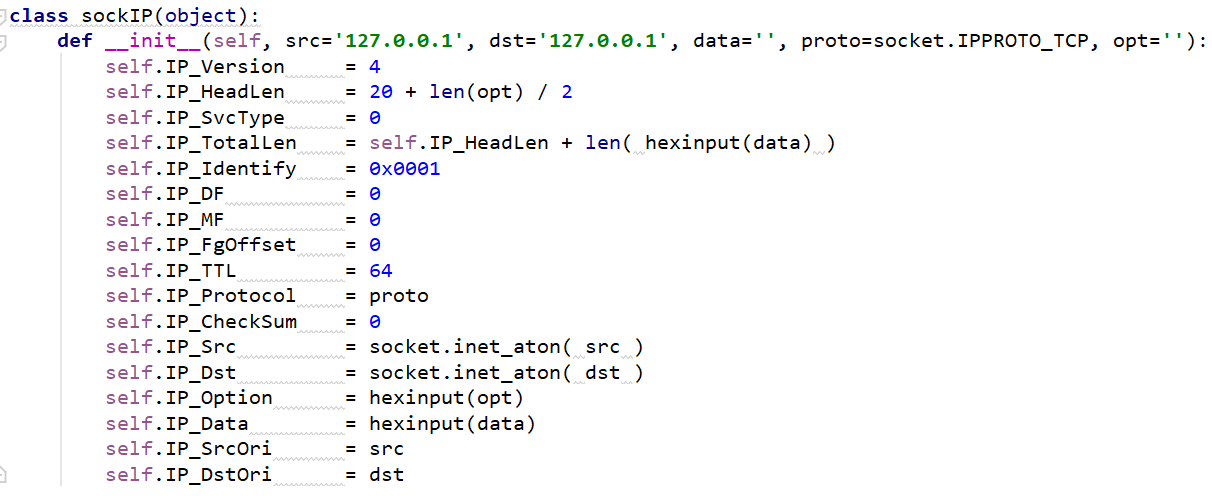 class sockIP(object):
    def __init__(self, src='127.0.0.1', dst='127.0.0.1', data='', proto=socket.IPPROTO_TCP, opt=''):
        self.IP_Version     = 4
        self.IP_HeadLen     = 20 + len(opt) / 2
        self.IP_SvcType     = 0
        self.IP_TotalLen    = self.IP_HeadLen + len( hexinput(data) )
        self.IP_Identify    = 0x0001
        self.IP_DF          = 0
        self.IP_MF          = 0
        self.IP_FgOffset    = 0
        self.IP_TTL         = 64
        self.IP_Protocol    = proto
        self.IP_CheckSum    = 0
        self.IP_Src         = socket.inet_aton( src )
        self.IP_Dst         = socket.inet_aton( dst )
        self.IP_Option      = hexinput(opt)
        self.IP_Data        = hexinput(data)
        self.IP_SrcOri      = src
        self.IP_DstOri      = dst